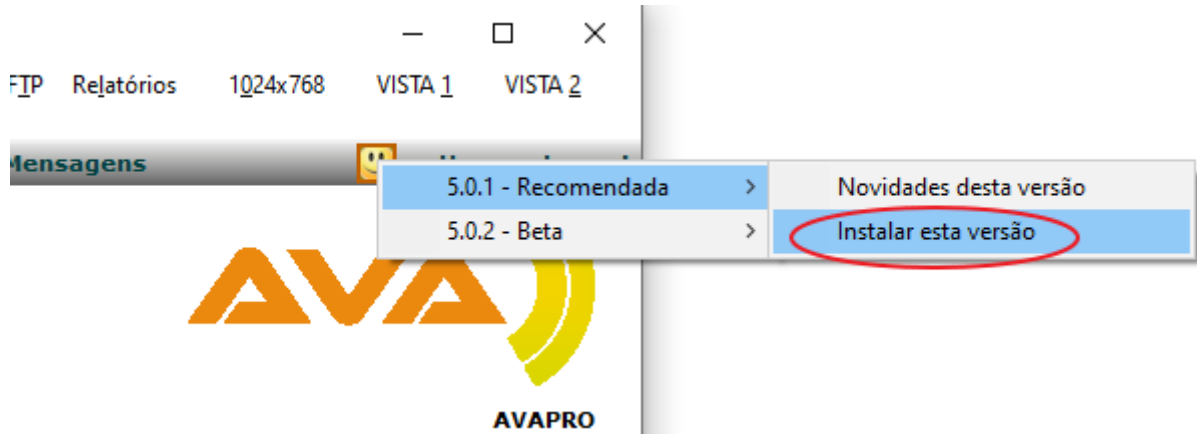 FTP Relatórios 1024x768 VISTA 1 VISTA 2
Mensagens
5.0.1 - Recomendada > Novidades desta versão
5.0.2 - Beta > Instalar esta versão
AVA
AVAPRO